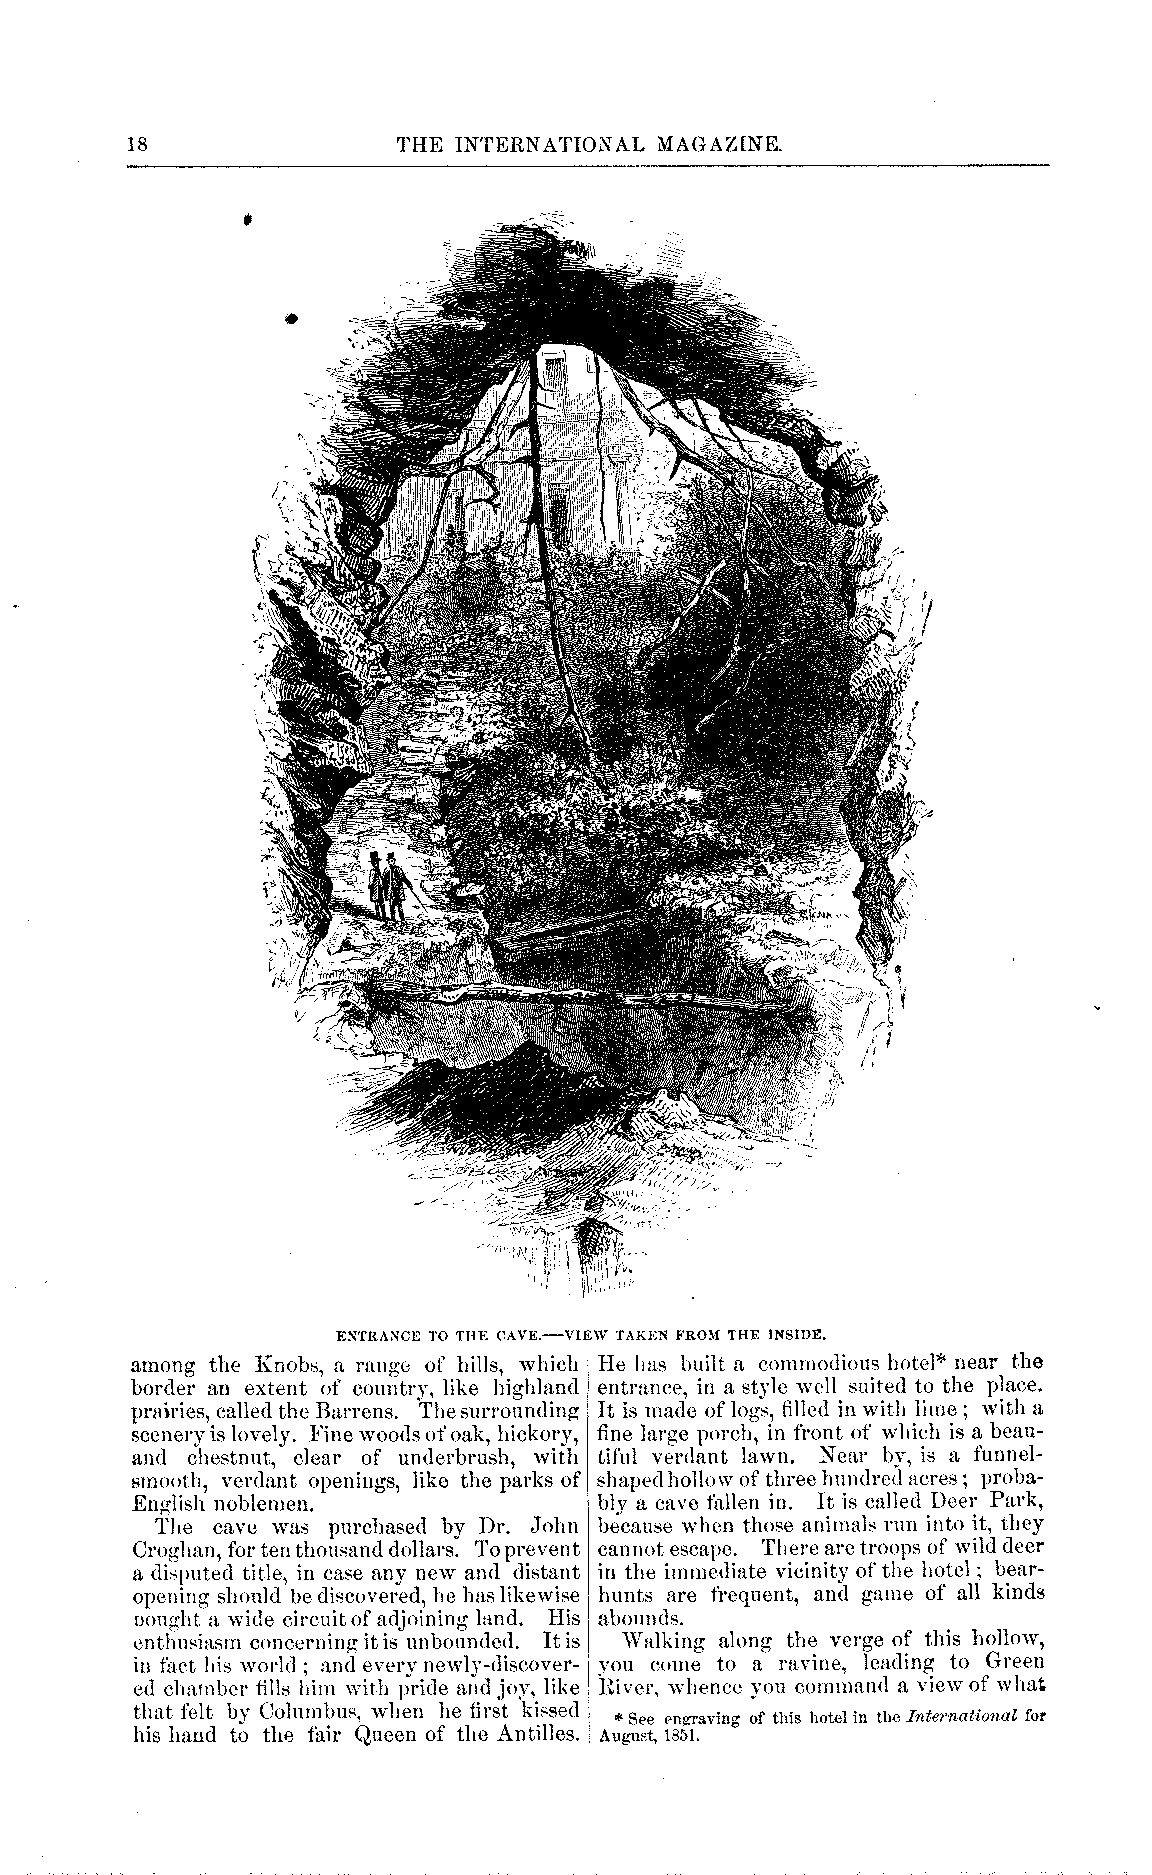 18 THE INTERNATIONAL MAGAZINE.
ENTRANCE TO THE CAVE.—VIEW TAKEN FROM THE INSIDE.
among the Knobs, a range of hills, which
border an extent of country, like highland
prairies, called the Barrens. The surrounding
scenery is lovely. Fine woods of oak, hickory,
and chestnut, clear of underbrush, with
smooth, verdant openings, like the parks of
English noblemen.
The cave was purchased by Dr. John
Croghan, for ten thousand dollars. To prevent
a disputed title, in case any new and distant
opening should be discovered, he has likewise
bought a wide circuit of adjoining land. His
enthusiasm concerning it is unbounded. It is
in fact his world; and every newly-discover-
ed chamber fills him with pride and joy, like
that felt by Columbus, when he first kissed
his hand to the fair Queen of the Antilles.
He has built a commodious hotel* near the
entrance, in a style well suited to the place.
It is made of logs, filled in with lime; with a
fine large porch, in front of which is a beau-
tiful verdant lawn. Near by, is a funnel-
shaped hollow of three hundred acres; proba-
bly a cave fallen in. It is called Deer Park,
because when those animals run into it, they
cannot escape. There are troops of wild deer
in the immediate vicinity of the hotel; bear-
hunts are frequent, and game of all kinds
abounds.
Walking along the verge of this hollow,
you come to a ravine, leading to Green
River, whence you command a view of what
* See engraving of this hotel in the International for
August, 1851.